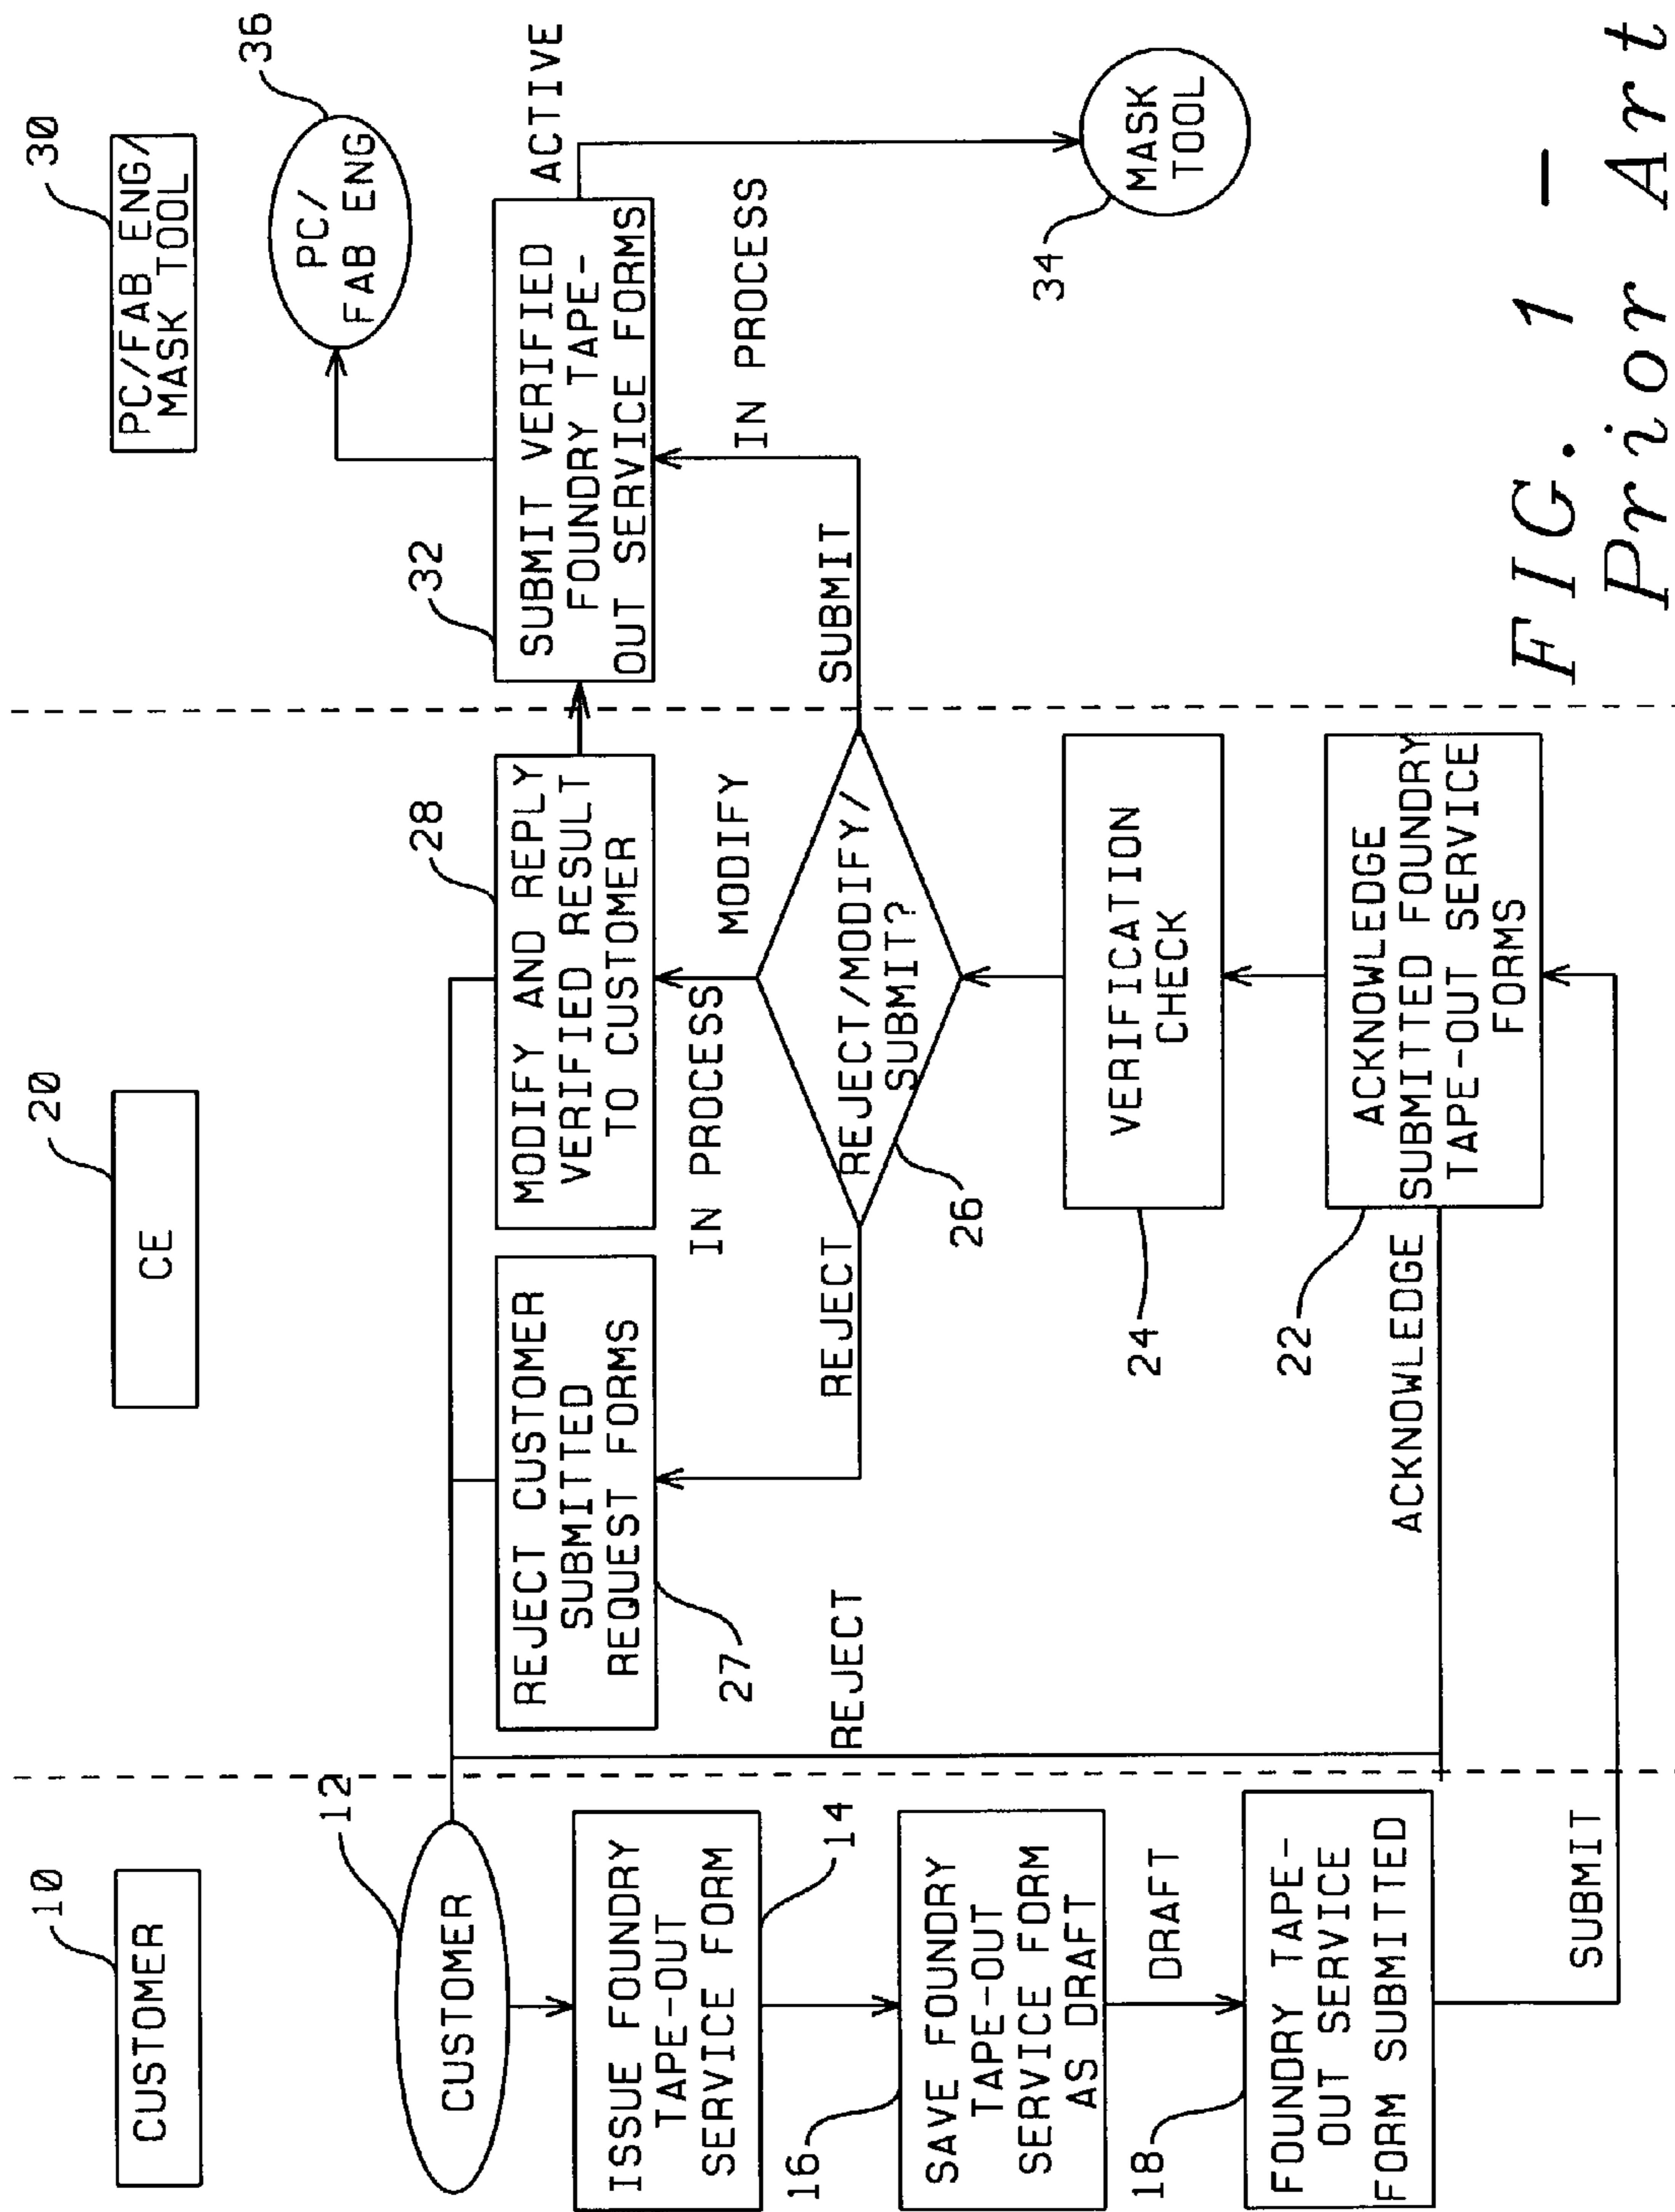 10
CUSTOMER
12
CUSTOMER
ISSUE FOUNDRY
TAPE-OUT
SERVICE FORM
14
16
SAVE FOUNDRY
TAPE-OUT
SERVICE FORM
AS DRAFT
DRAFT
18
FOUNDRY TAPE-
OUT SERVICE
FORM SUBMITTED
SUBMIT
20
CE
REJECT CUSTOMER
SUBMITTED
REQUEST FORMS
27
REJECT
REJECT
28
MODIFY AND REPLY
VERIFIED RESULT
TO CUSTOMER
IN PROCESS
MODIFY
REJECT/MODIFY/
SUBMIT?
26
VERIFICATION
CHECK
24
ACKNOWLEDGE
SUBMITTED FOUNDRY
TAPE-OUT SERVICE
FORMS
22
ACKNOWLEDGE
30
PC/FAB ENG/
MASK TOOL
36
PC/
FAB ENG
32
SUBMIT VERIFIED
FOUNDRY TAPE-
OUT SERVICE FORMS
ACTIVE
IN PROCESS
SUBMIT
34
MASK
TOOL
FIG. 1 –
Prior Art